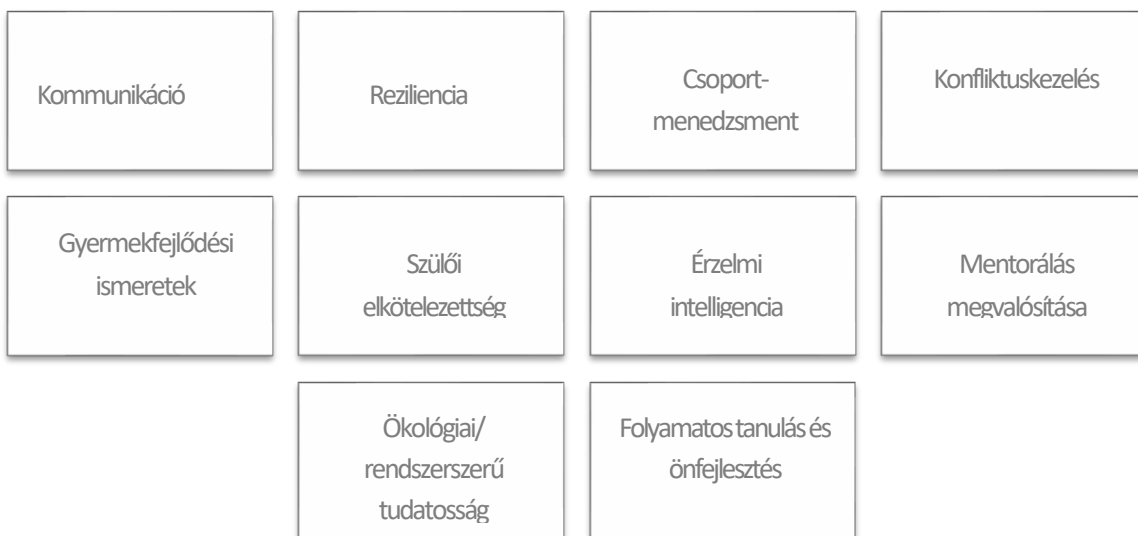 Kommunikáció
Reziliencia
Csoport-
menedzsment
Konfliktuskezelés
Gyermekfejlődési
ismeretek
Szülői
elkötelezettség
Érzelmi
intelligencia
Mentorálás
megvalósítása
Ökológiai/
rendszerszerű
tudatosság
Folyamatos tanulás és
önfejlesztés